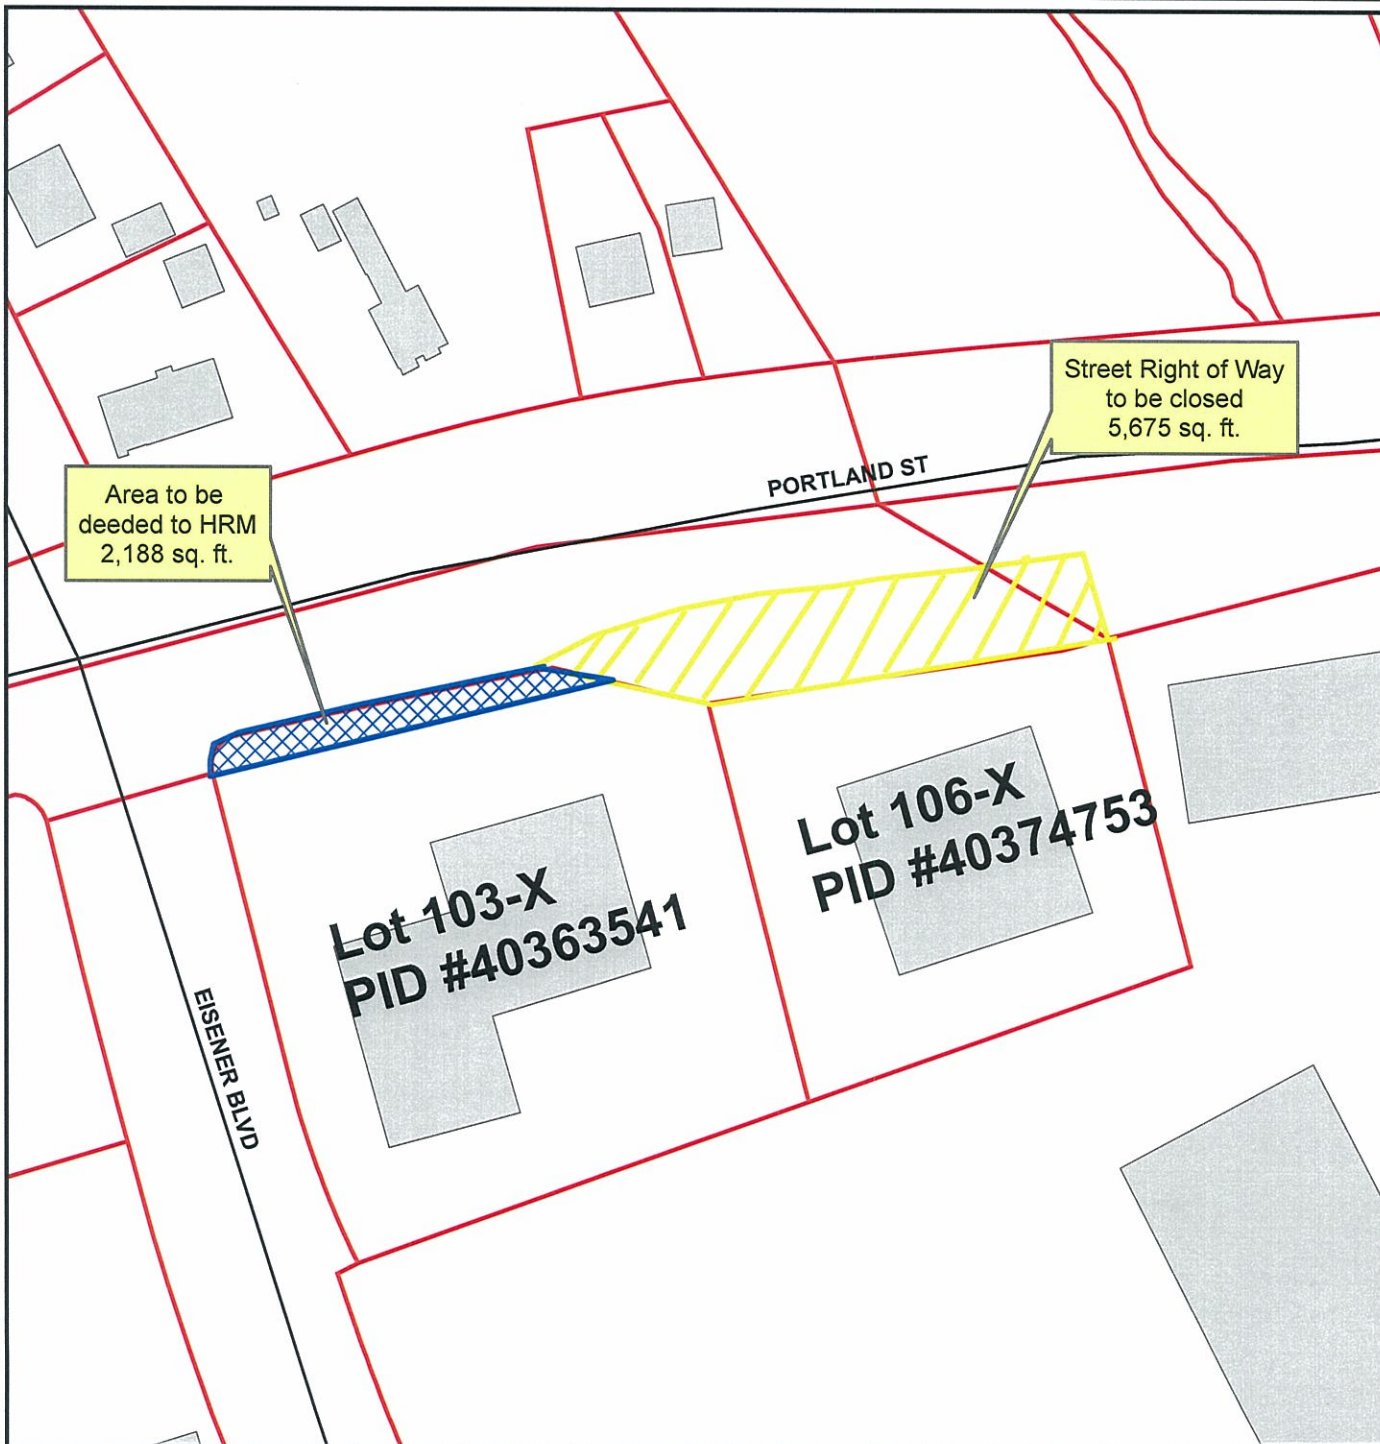 Street Right of Way
to be closed
5,675 sq. ft.
PORTLAND ST
Area to be
deeded to HRM
2,188 sq. ft.
Lot 106-X
PID #40374753
Lot 103-X
PID #40363541
EISENER BLVD